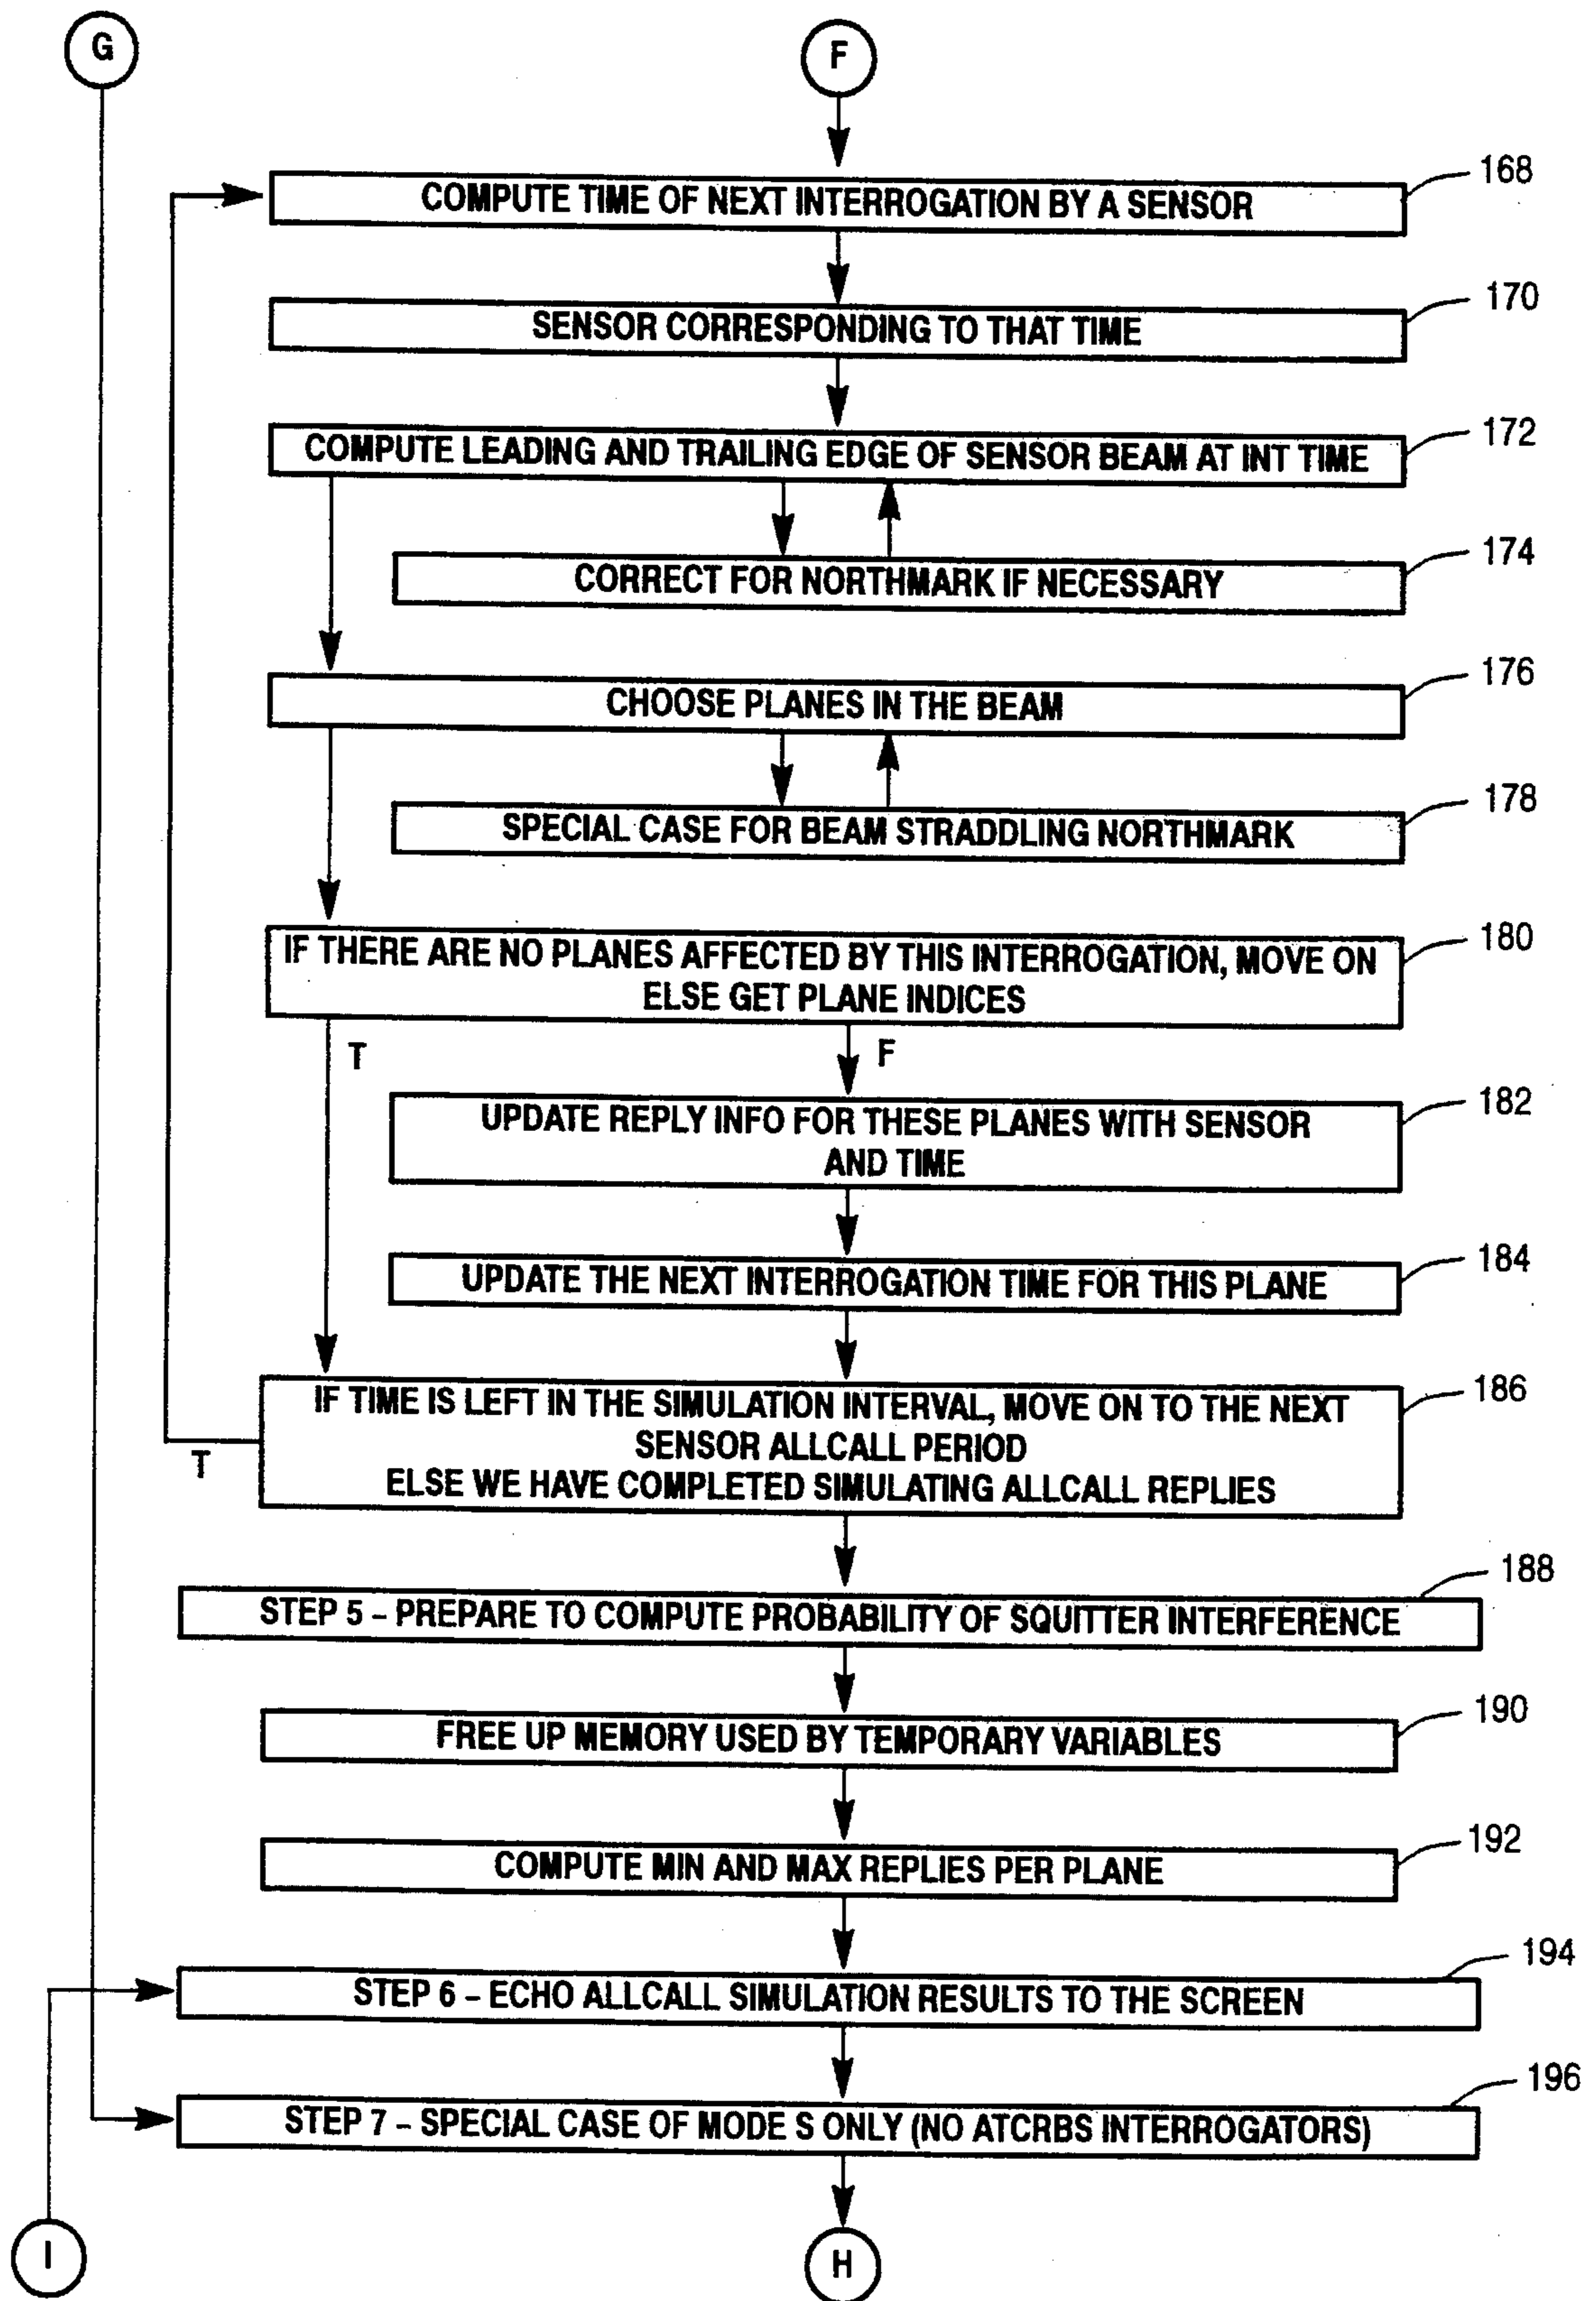 G
F
COMPUTE TIME OF NEXT INTERROGATION BY A SENSOR
168
SENSOR CORRESPONDING TO THAT TIME
170
COMPUTE LEADING AND TRAILING EDGE OF SENSOR BEAM AT INT TIME
172
CORRECT FOR NORTHMARK IF NECESSARY
174
CHOOSE PLANES IN THE BEAM
176
SPECIAL CASE FOR BEAM STRADDLING NORTHMARK
178
IF THERE ARE NO PLANES AFFECTED BY THIS INTERROGATION, MOVE ON
ELSE GET PLANE INDICES
180
T
F
UPDATE REPLY INFO FOR THESE PLANES WITH SENSOR
AND TIME
182
UPDATE THE NEXT INTERROGATION TIME FOR THIS PLANE
184
IF TIME IS LEFT IN THE SIMULATION INTERVAL, MOVE ON TO THE NEXT
SENSOR ALLCALL PERIOD
ELSE WE HAVE COMPLETED SIMULATING ALLCALL REPLIES
186
T
STEP 5 – PREPARE TO COMPUTE PROBABILITY OF SQUITTER INTERFERENCE
188
FREE UP MEMORY USED BY TEMPORARY VARIABLES
190
COMPUTE MIN AND MAX REPLIES PER PLANE
192
STEP 6 – ECHO ALLCALL SIMULATION RESULTS TO THE SCREEN
194
STEP 7 – SPECIAL CASE OF MODE S ONLY (NO ATCRBS INTERROGATORS)
196
I
H